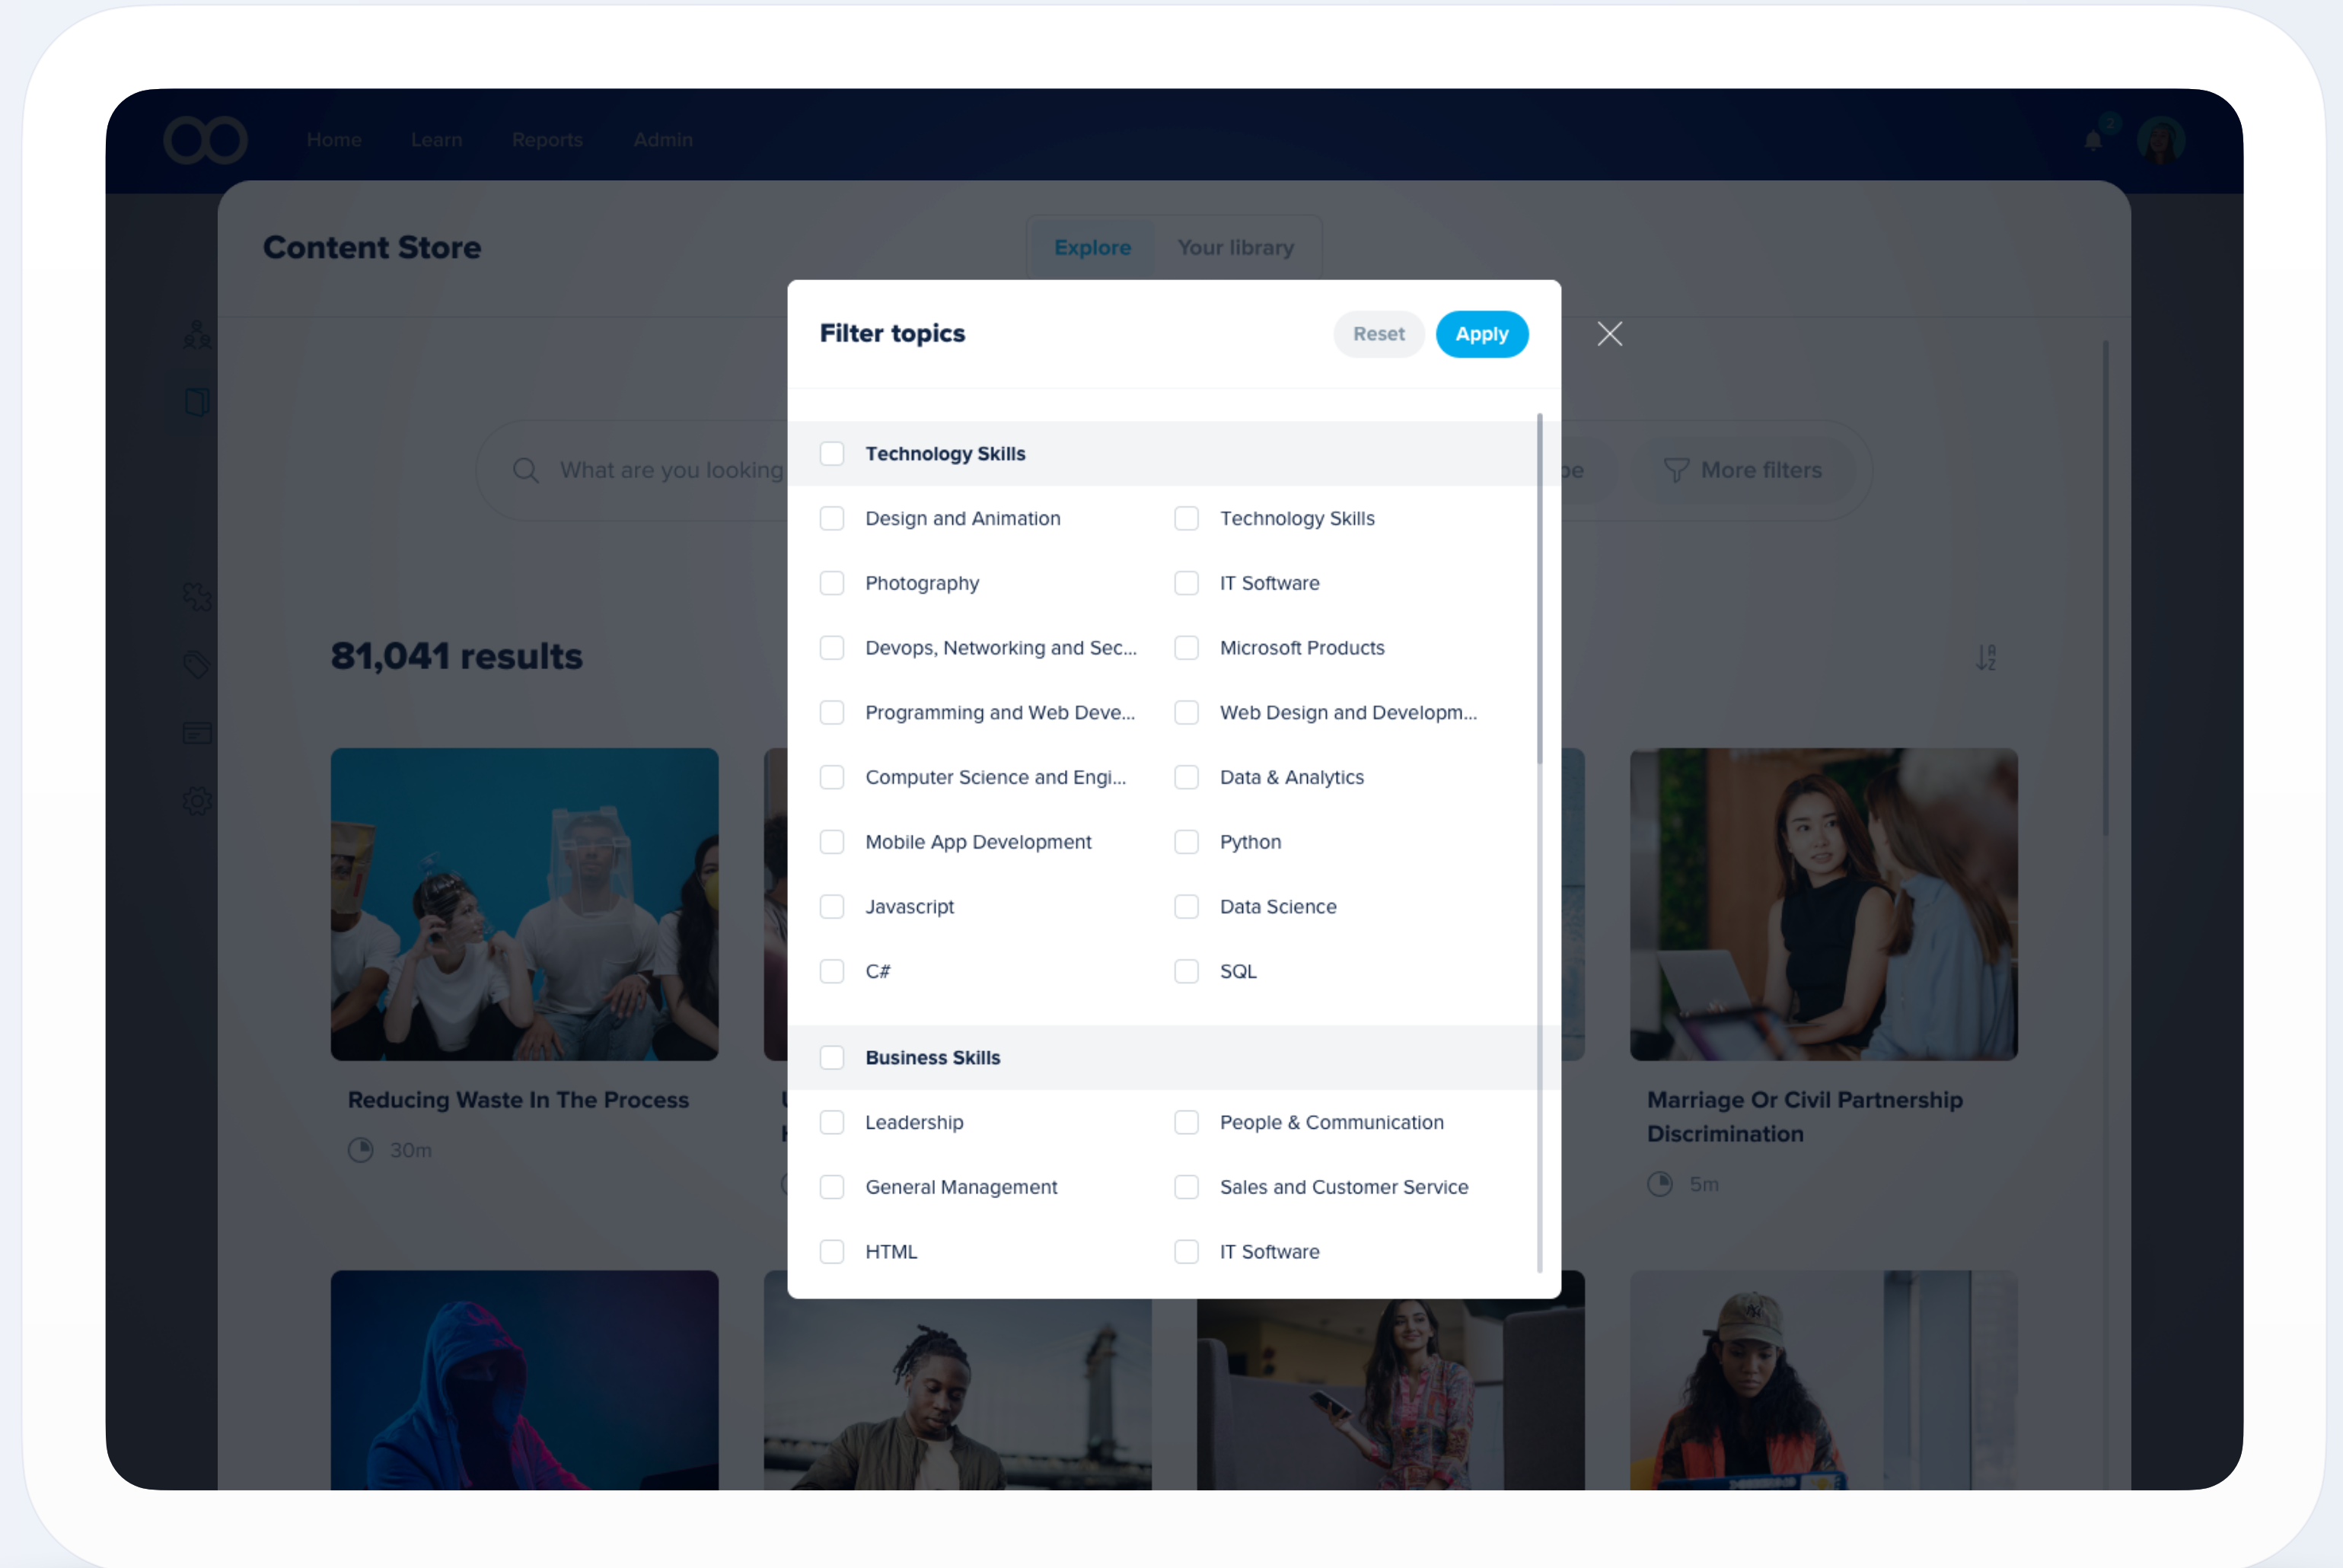 Home Learn Reports Admin
2
Content Store
Explore Your library
Filter topics
Reset Apply
What are you looking
More filters
Technology Skills
Design and Animation Technology Skills
Photography IT Software
Devops, Networking and Sec... Microsoft Products
Programming and Web Deve... Web Design and Developm...
Computer Science and Engi... Data & Analytics
Mobile App Development Python
Javascript Data Science
C# SQL
Business Skills
Leadership People & Communication
General Management Sales and Customer Service
HTML IT Software
81,041 results
A
Z
Reducing Waste In The Process
30m
Marriage Or Civil Partnership
Discrimination
5m